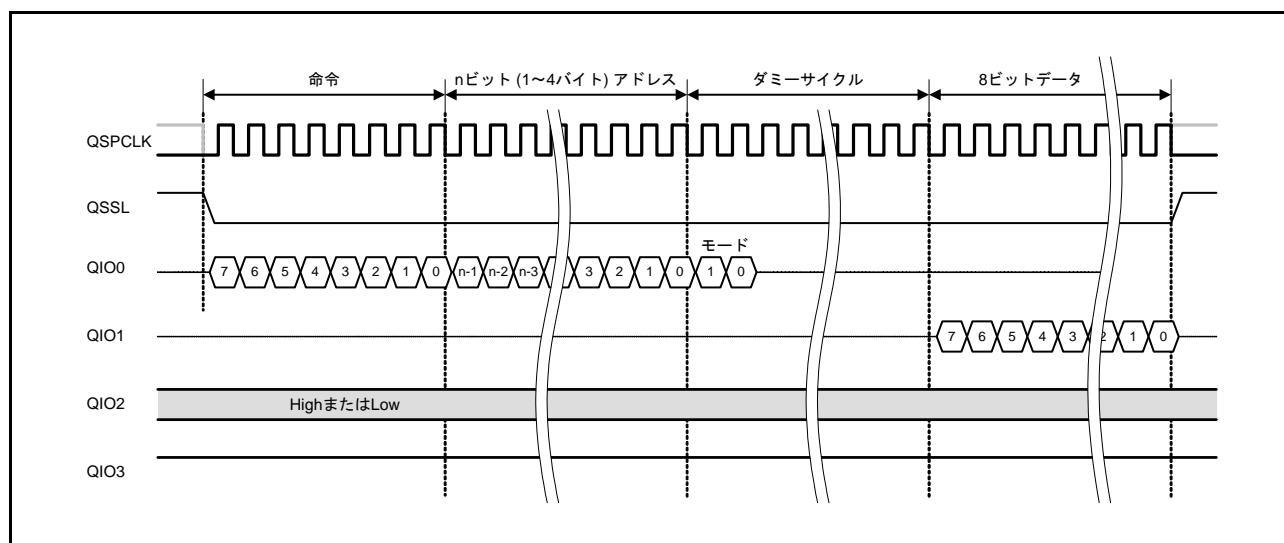 命令
nビット (1～4バイト) アドレス
ダミーサイクル
8ビットデータ
QSPCLK
QSSL
モード
QIO0
7 6 5 4 3 2 1 0 n-1 n-2 n-3 3 2 1 0 1 0
QIO1
7 6 5 4 3 2 1 0
QIO2
HighまたはLow
QIO3